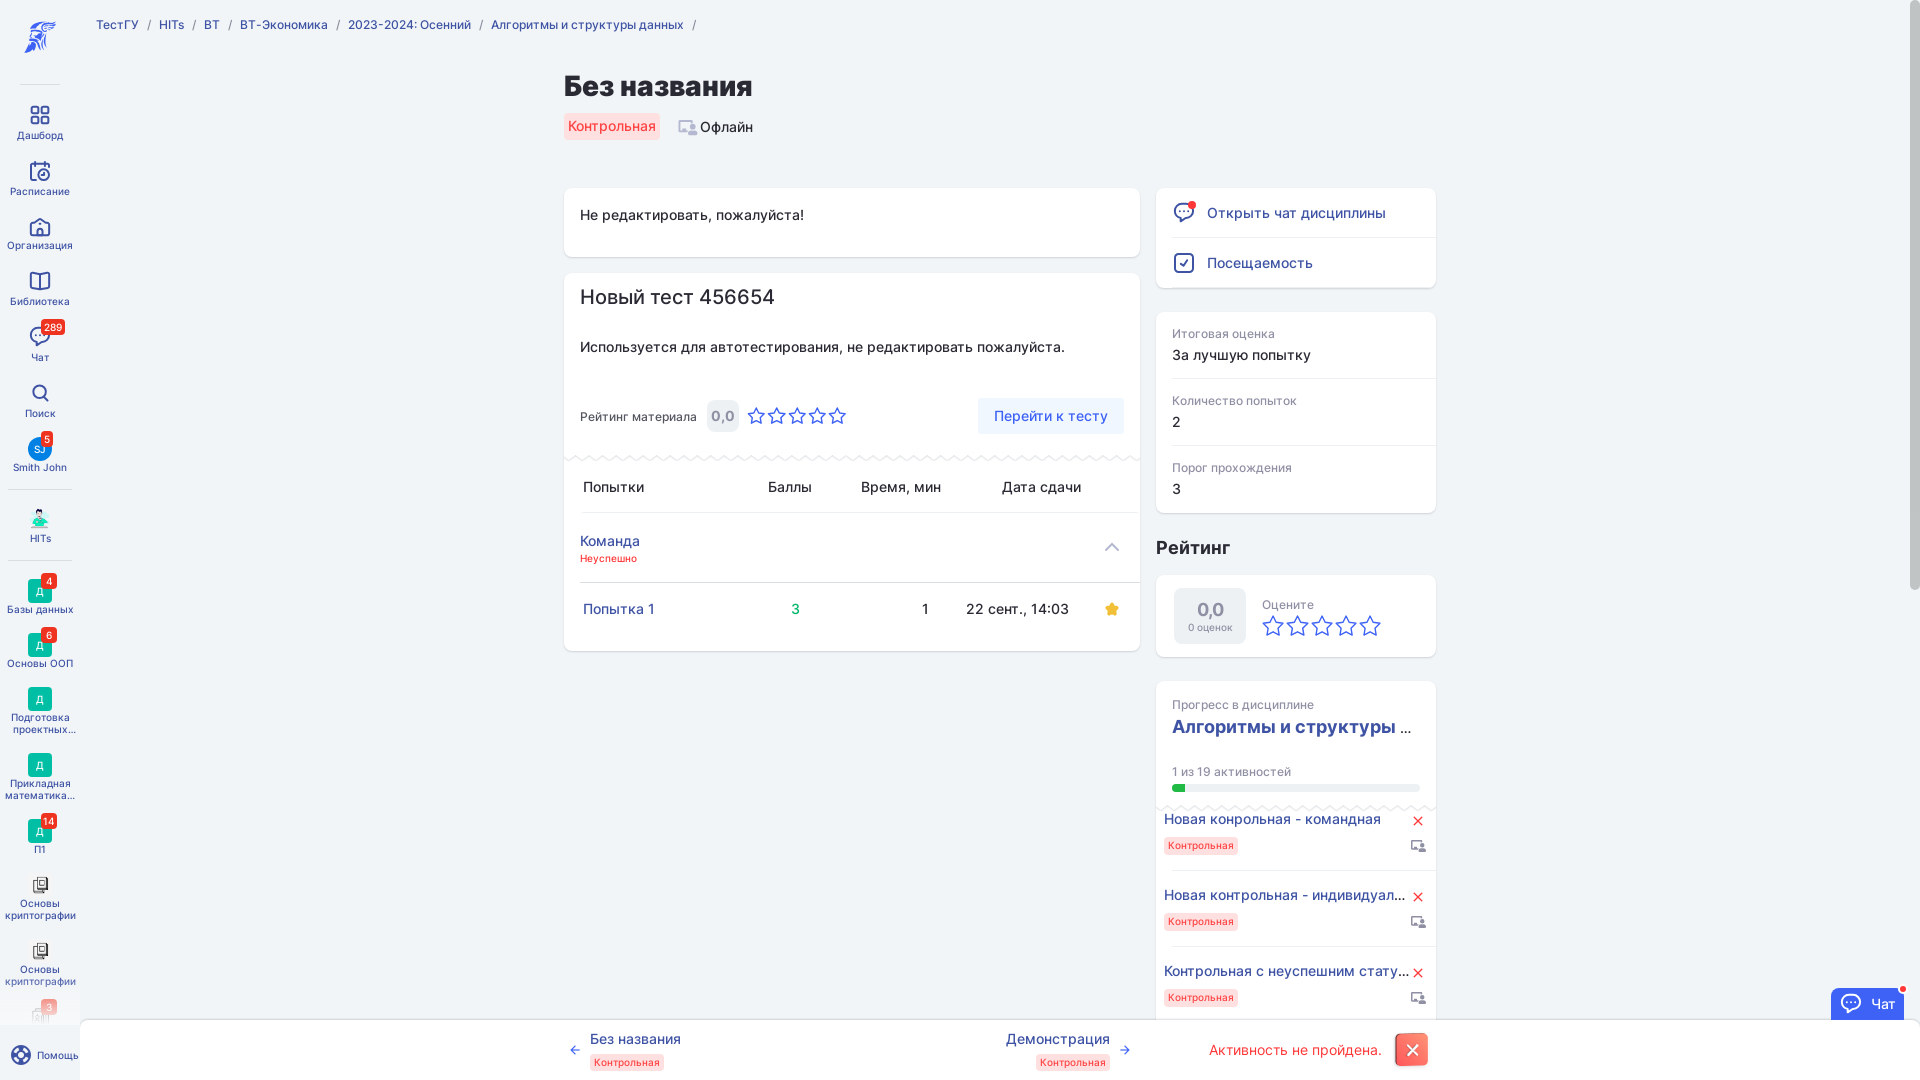 ТестГУ / HITs / ВТ / ВТ-Экономика / 2023-2024: Осенний / Алгоритмы и структуры данных /
Дашборд
Расписание
Организация
Библиотека
289
Чат
Поиск
5
SJ
Smith John
HITs
4
Д
Базы данных
6
Д
Основы ООП
Д
Подготовка
проектных...
Д
Прикладная
математика...
14
Д
П1
Основы
криптографии
Основы
криптографии
3
Помощь
Без названия
Контрольная
Офлайн
Не редактировать, пожалуйста!
Новый тест 456654
Используется для автотестирования, не редактировать пожалуйста.
Рейтинг материала 0,0
Перейти к тесту
Попытки Баллы Время, мин Дата сдачи
Команда
Неуспешно
Попытка 1 3 1 22 сент., 14:03
Открыть чат дисциплины
Посещаемость
Итоговая оценка
За лучшую попытку
Количество попыток
2
Порог прохождения
3
Рейтинг
0,0
0 оценок
Оцените
Прогресс в дисциплине
Алгоритмы и структуры ...
1 из 19 активностей
Новая конрольная - командная
Контрольная
Новая контрольная - индивидуал...
Контрольная
Контрольная с неуспешним стату...
Контрольная
Чат
Без названия
Контрольная
Демонстрация
Контрольная
Активность не пройдена.